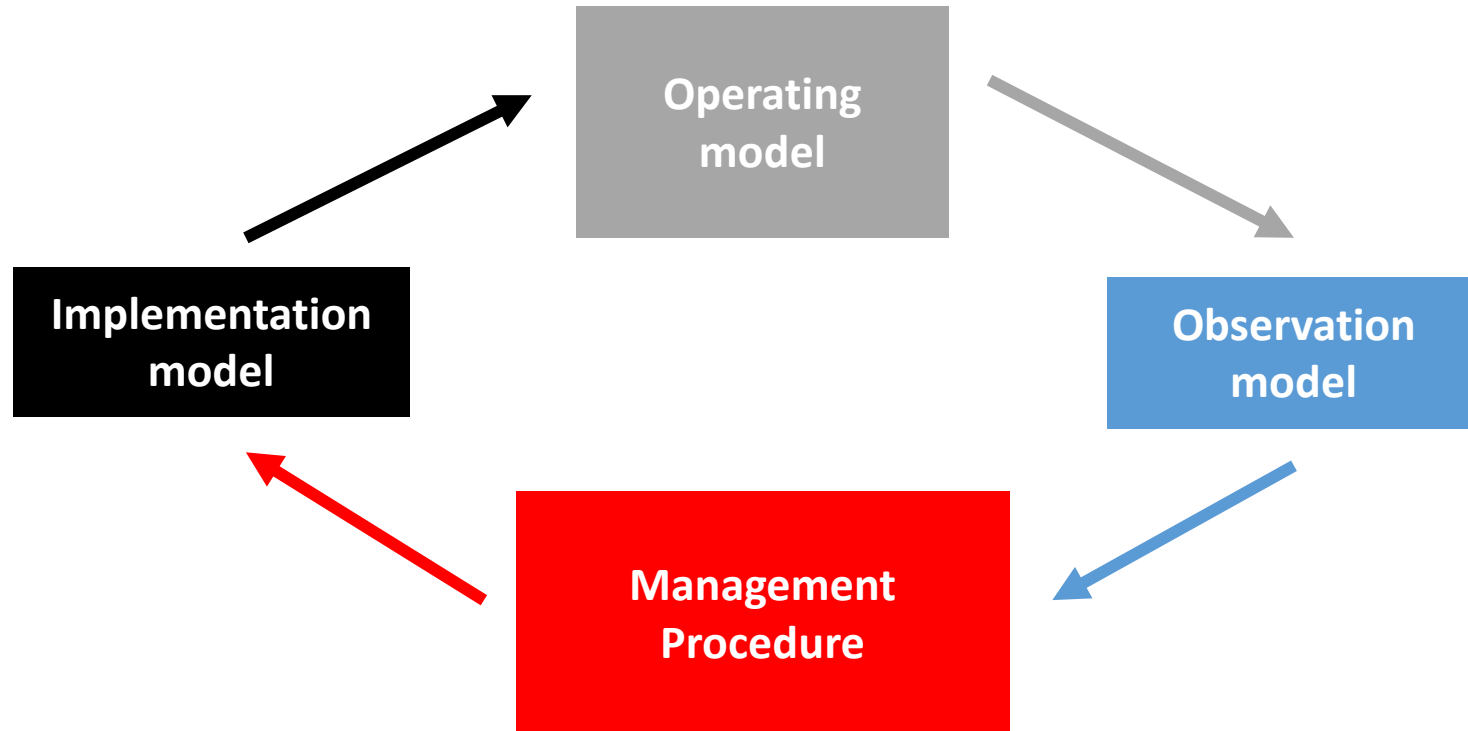 Operating
model
Implementation
model
Observation
model
Management
Procedure